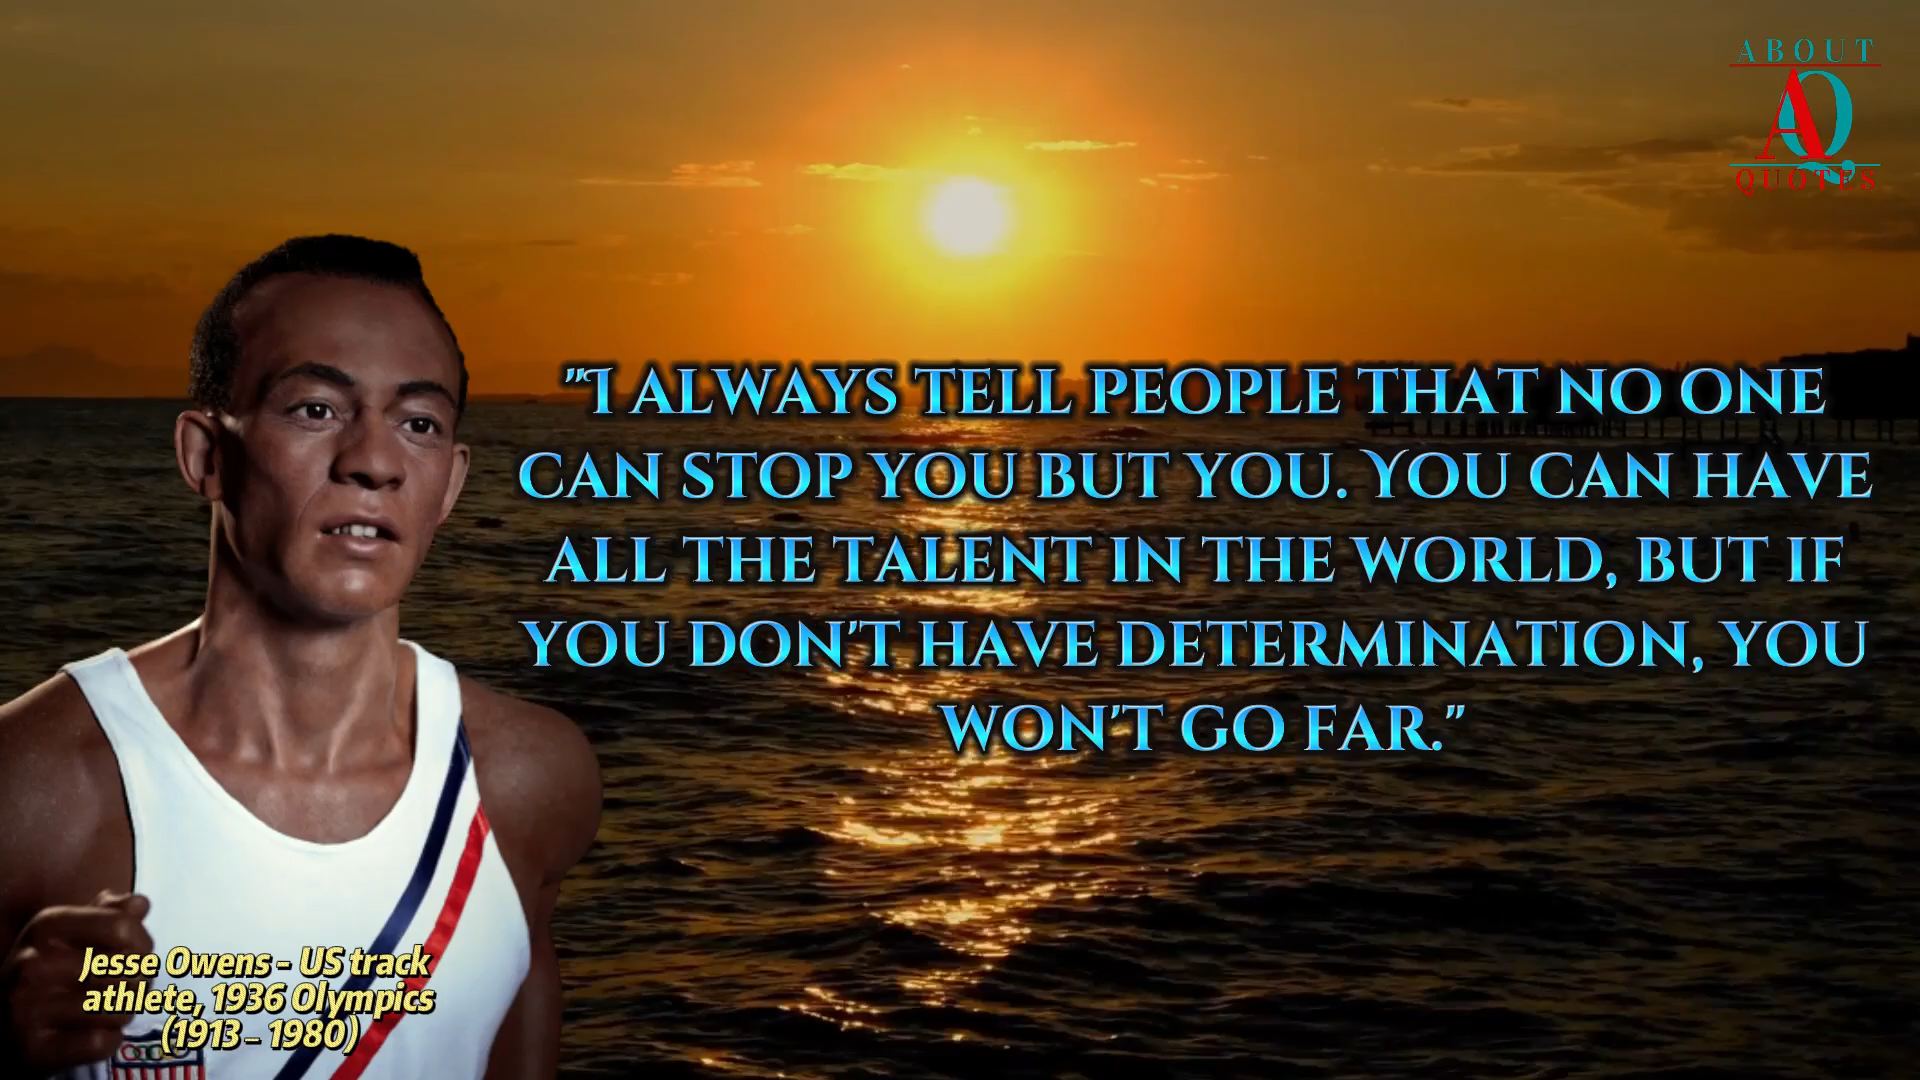 ABOUT
AQ
QUOTES
"I ALWAYS TELL PEOPLE THAT NO ONE
CAN STOP YOU BUT YOU. YOU CAN HAVE
ALL THE TALENT IN THE WORLD, BUT IF
YOU DON'T HAVE DETERMINATION, YOU
WON'T GO FAR."
Jesse Owens - US track
athlete, 1936 Olympics
(1913 - 1980)